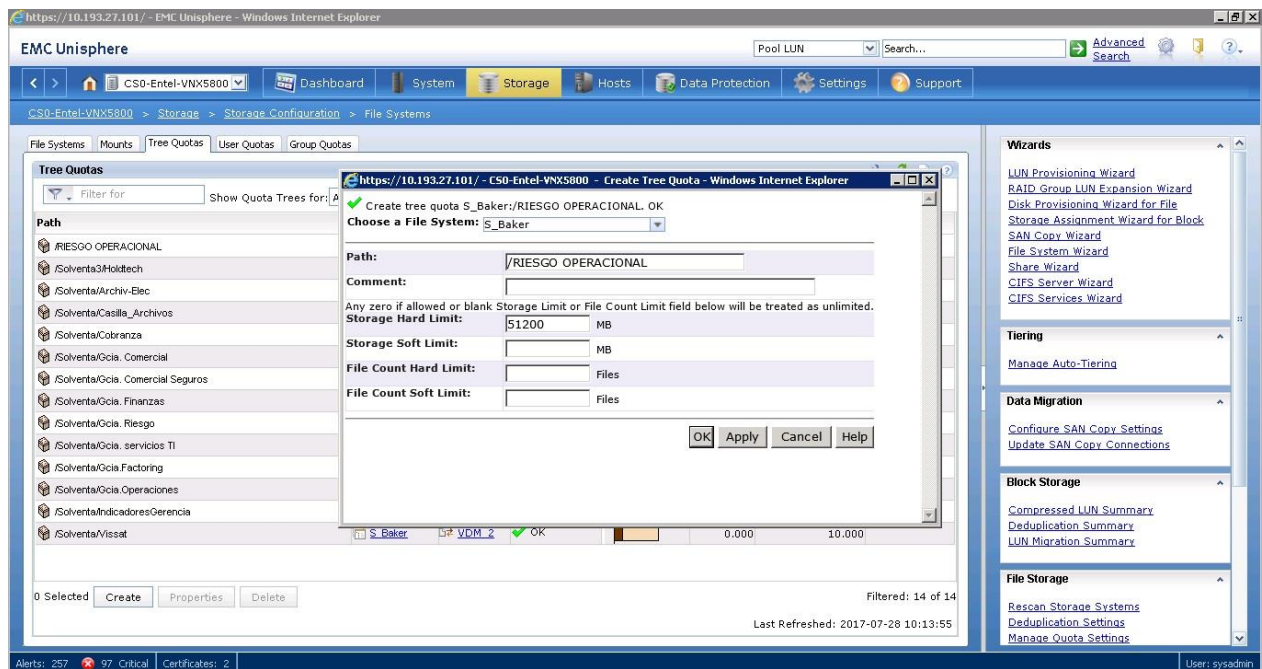 https://10.193.27.101/ - EMC Unisphere - Windows Internet Explorer
EMC Unisphere
Pool LUN
Search...
Advanced Search
CS0-Entel-VNX5800
Dashboard
System
Storage
Hosts
Data Protection
Settings
Support
CS0-Entel-VNX5800 > Storage > Storage Configuration > File Systems
File Systems
Mounts
Tree Quotas
User Quotas
Group Quotas
Tree Quotas
Filter for
Show Quota Trees for:
Path
/RIESGO OPERACIONAL
/Solventa3/Holdtech
/Solventa/Archiv-Elec
/Solventa/Casilla_Archivos
/Solventa/Cobranza
/Solventa/Gcia. Comercial
/Solventa/Gcia. Comercial Seguros
/Solventa/Gcia. Finanzas
/Solventa/Gcia. Riesgo
/Solventa/Gcia. servicios TI
/Solventa/Gcia.Factoring
/Solventa/Gcia.Operaciones
/Solventa/IndicadoresGerencia
/Solventa/Vissat S_Baker VDM_2 OK 0.000 10.000
0 Selected
Create
Properties
Delete
Filtered: 14 of 14
Last Refreshed: 2017-07-28 10:13:55
https://10.193.27.101/ - CS0-Entel-VNX5800 - Create Tree Quota - Windows Internet Explorer
Create tree quota S_Baker:/RIESGO OPERACIONAL. OK
Choose a File System: S_Baker
Path: /RIESGO OPERACIONAL
Comment:
Any zero if allowed or blank Storage Limit or File Count Limit field below will be treated as unlimited.
Storage Hard Limit: 51200 MB
Storage Soft Limit: MB
File Count Hard Limit: Files
File Count Soft Limit: Files
OK
Apply
Cancel
Help
Wizards
LUN Provisioning Wizard
RAID Group LUN Expansion Wizard
Disk Provisioning Wizard for File
Storage Assignment Wizard for Block
SAN Copy Wizard
File System Wizard
Share Wizard
CIFS Server Wizard
CIFS Services Wizard
Tiering
Manage Auto-Tiering
Data Migration
Configure SAN Copy Settings
Update SAN Copy Connections
Block Storage
Compressed LUN Summary
Deduplication Summary
LUN Migration Summary
File Storage
Rescan Storage Systems
Deduplication Settings
Manage Quota Settings
Alerts: 257
97 Critical
Certificates: 2
User: sysadmin